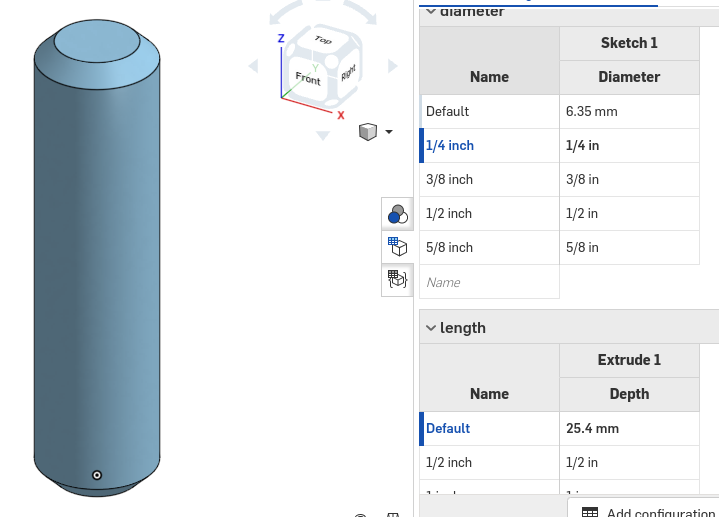 diameter
Sketch 1
Name Diameter
Default 6.35 mm
1/4 inch 1/4 in
3/8 inch 3/8 in
1/2 inch 1/2 in
5/8 inch 5/8 in
Name
length
Extrude 1
Name Depth
Default 25.4 mm
1/2 inch 1/2 in
Add configuration
Z
Top
Y
Front
Right
X